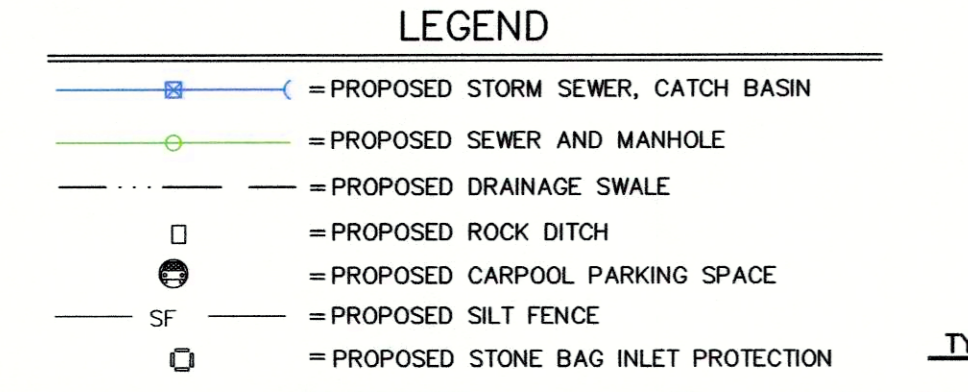 LEGEND
= PROPOSED STORM SEWER, CATCH BASIN
= PROPOSED SEWER AND MANHOLE
= PROPOSED DRAINAGE SWALE
= PROPOSED ROCK DITCH
= PROPOSED CARPOOL PARKING SPACE
SF = PROPOSED SILT FENCE
= PROPOSED STONE BAG INLET PROTECTION
TY